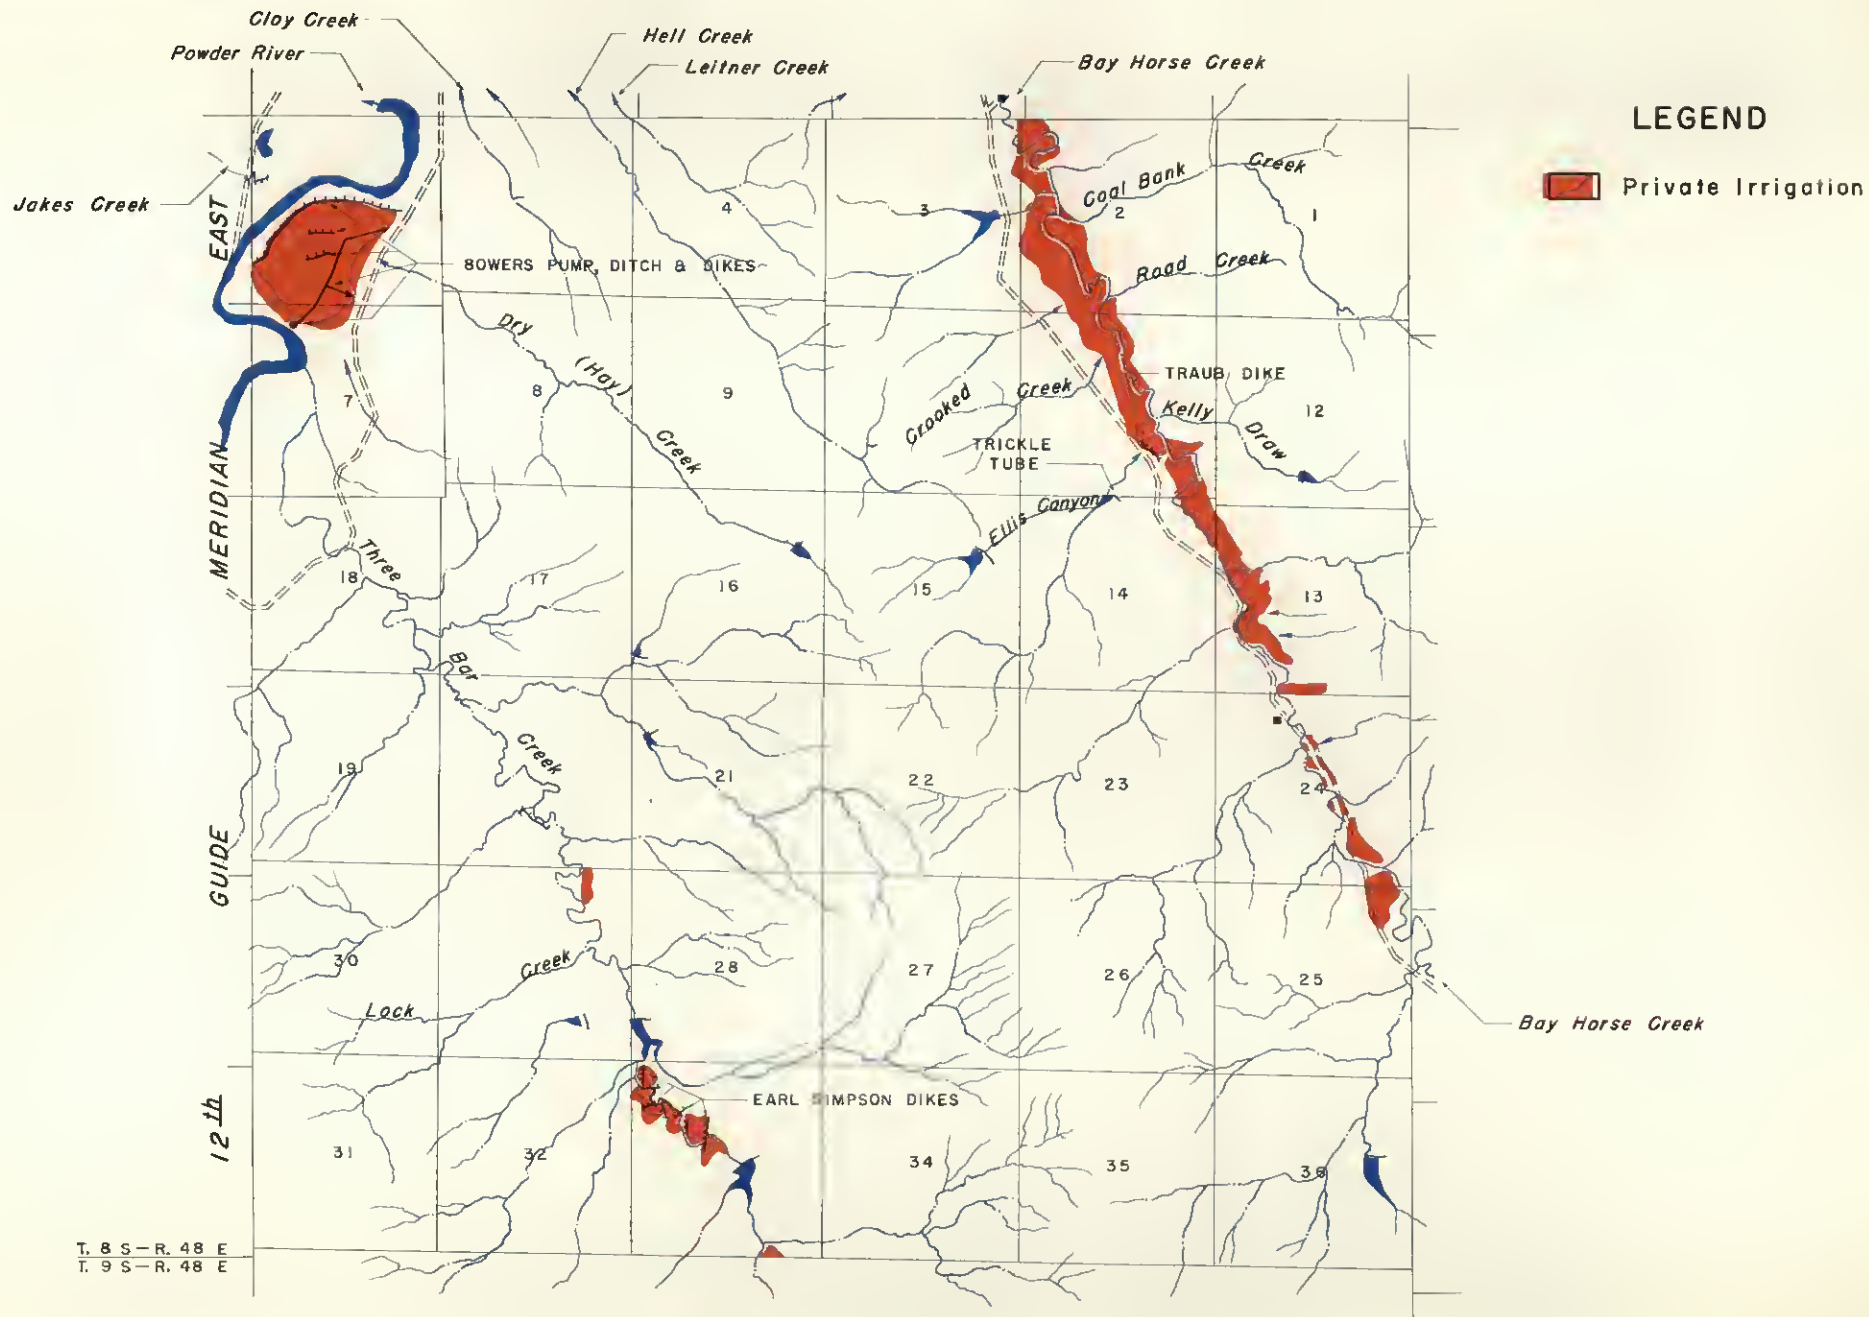 Clay Creek
Powder River
Hell Creek
Leitner Creek
Bay Horse Creek
LEGEND
Private Irrigation
Jakes Creek
EAST
4
3
Coal Bank Creek
2
1
BOWERS PUMP, DITCH & DIKES
Road Creek
Dry (Hay) Creek
7
8
9
Crooked Creek
TRAUB DIKE
Kelly Draw
12
TRICKLE
TUBE
Ellis Canyon
MERIDIAN
Three Bar Creek
18
17
16
15
14
13
19
21
22
23
24
GUIDE
30
Lock Creek
28
27
26
25
Bay Horse Creek
EARL SIMPSON DIKES
12th
31
32
34
35
36
T. 8 S—R. 48 E
T. 9 S—R. 48 E